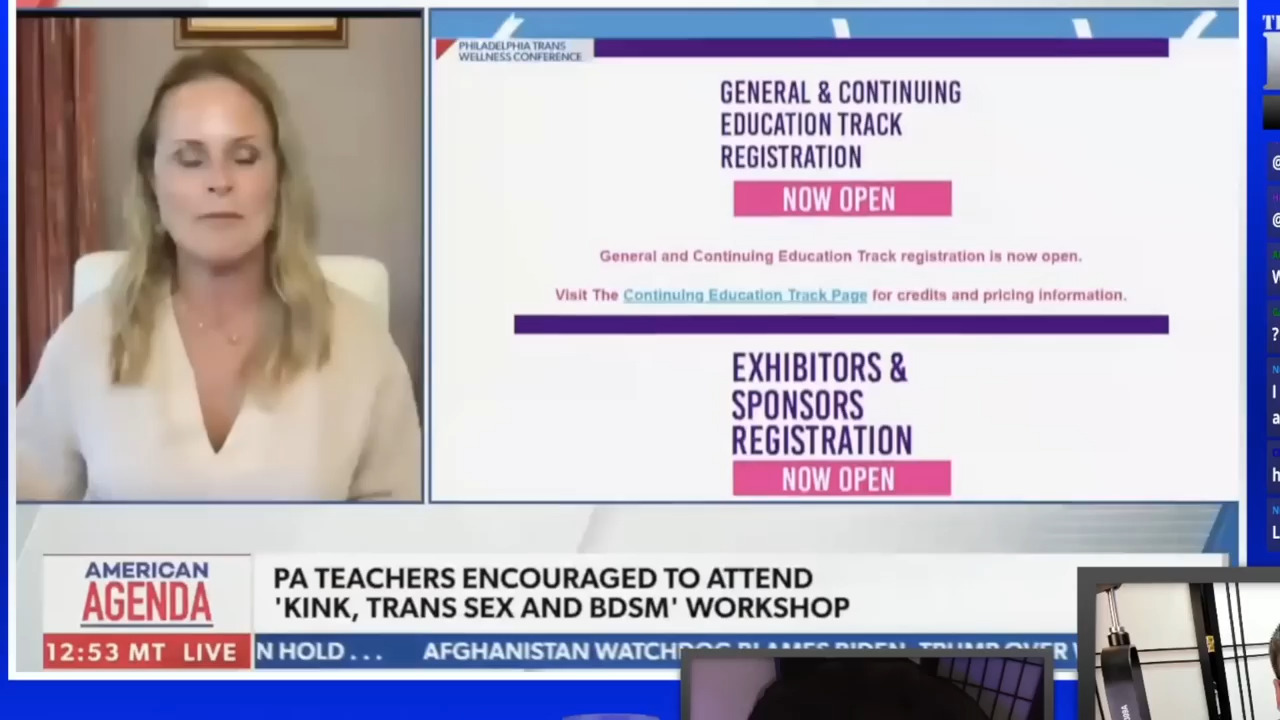 PHILADELPHIA TRANS
WELLNESS CONFERENCE
GENERAL & CONTINUING
EDUCATION TRACK
REGISTRATION
NOW OPEN
General and Continuing Education Track registration is now open.
Visit The Continuing Education Track Page for credits and pricing information.
EXHIBITORS &
SPONSORS
REGISTRATION
NOW OPEN
AMERICAN
AGENDA
PA TEACHERS ENCOURAGED TO ATTEND
'KINK, TRANS SEX AND BDSM' WORKSHOP
12:53 MT LIVE
N HOLD... AFGHANISTAN WATCHDOG BLAMES BIDEN, TRUMP OVER